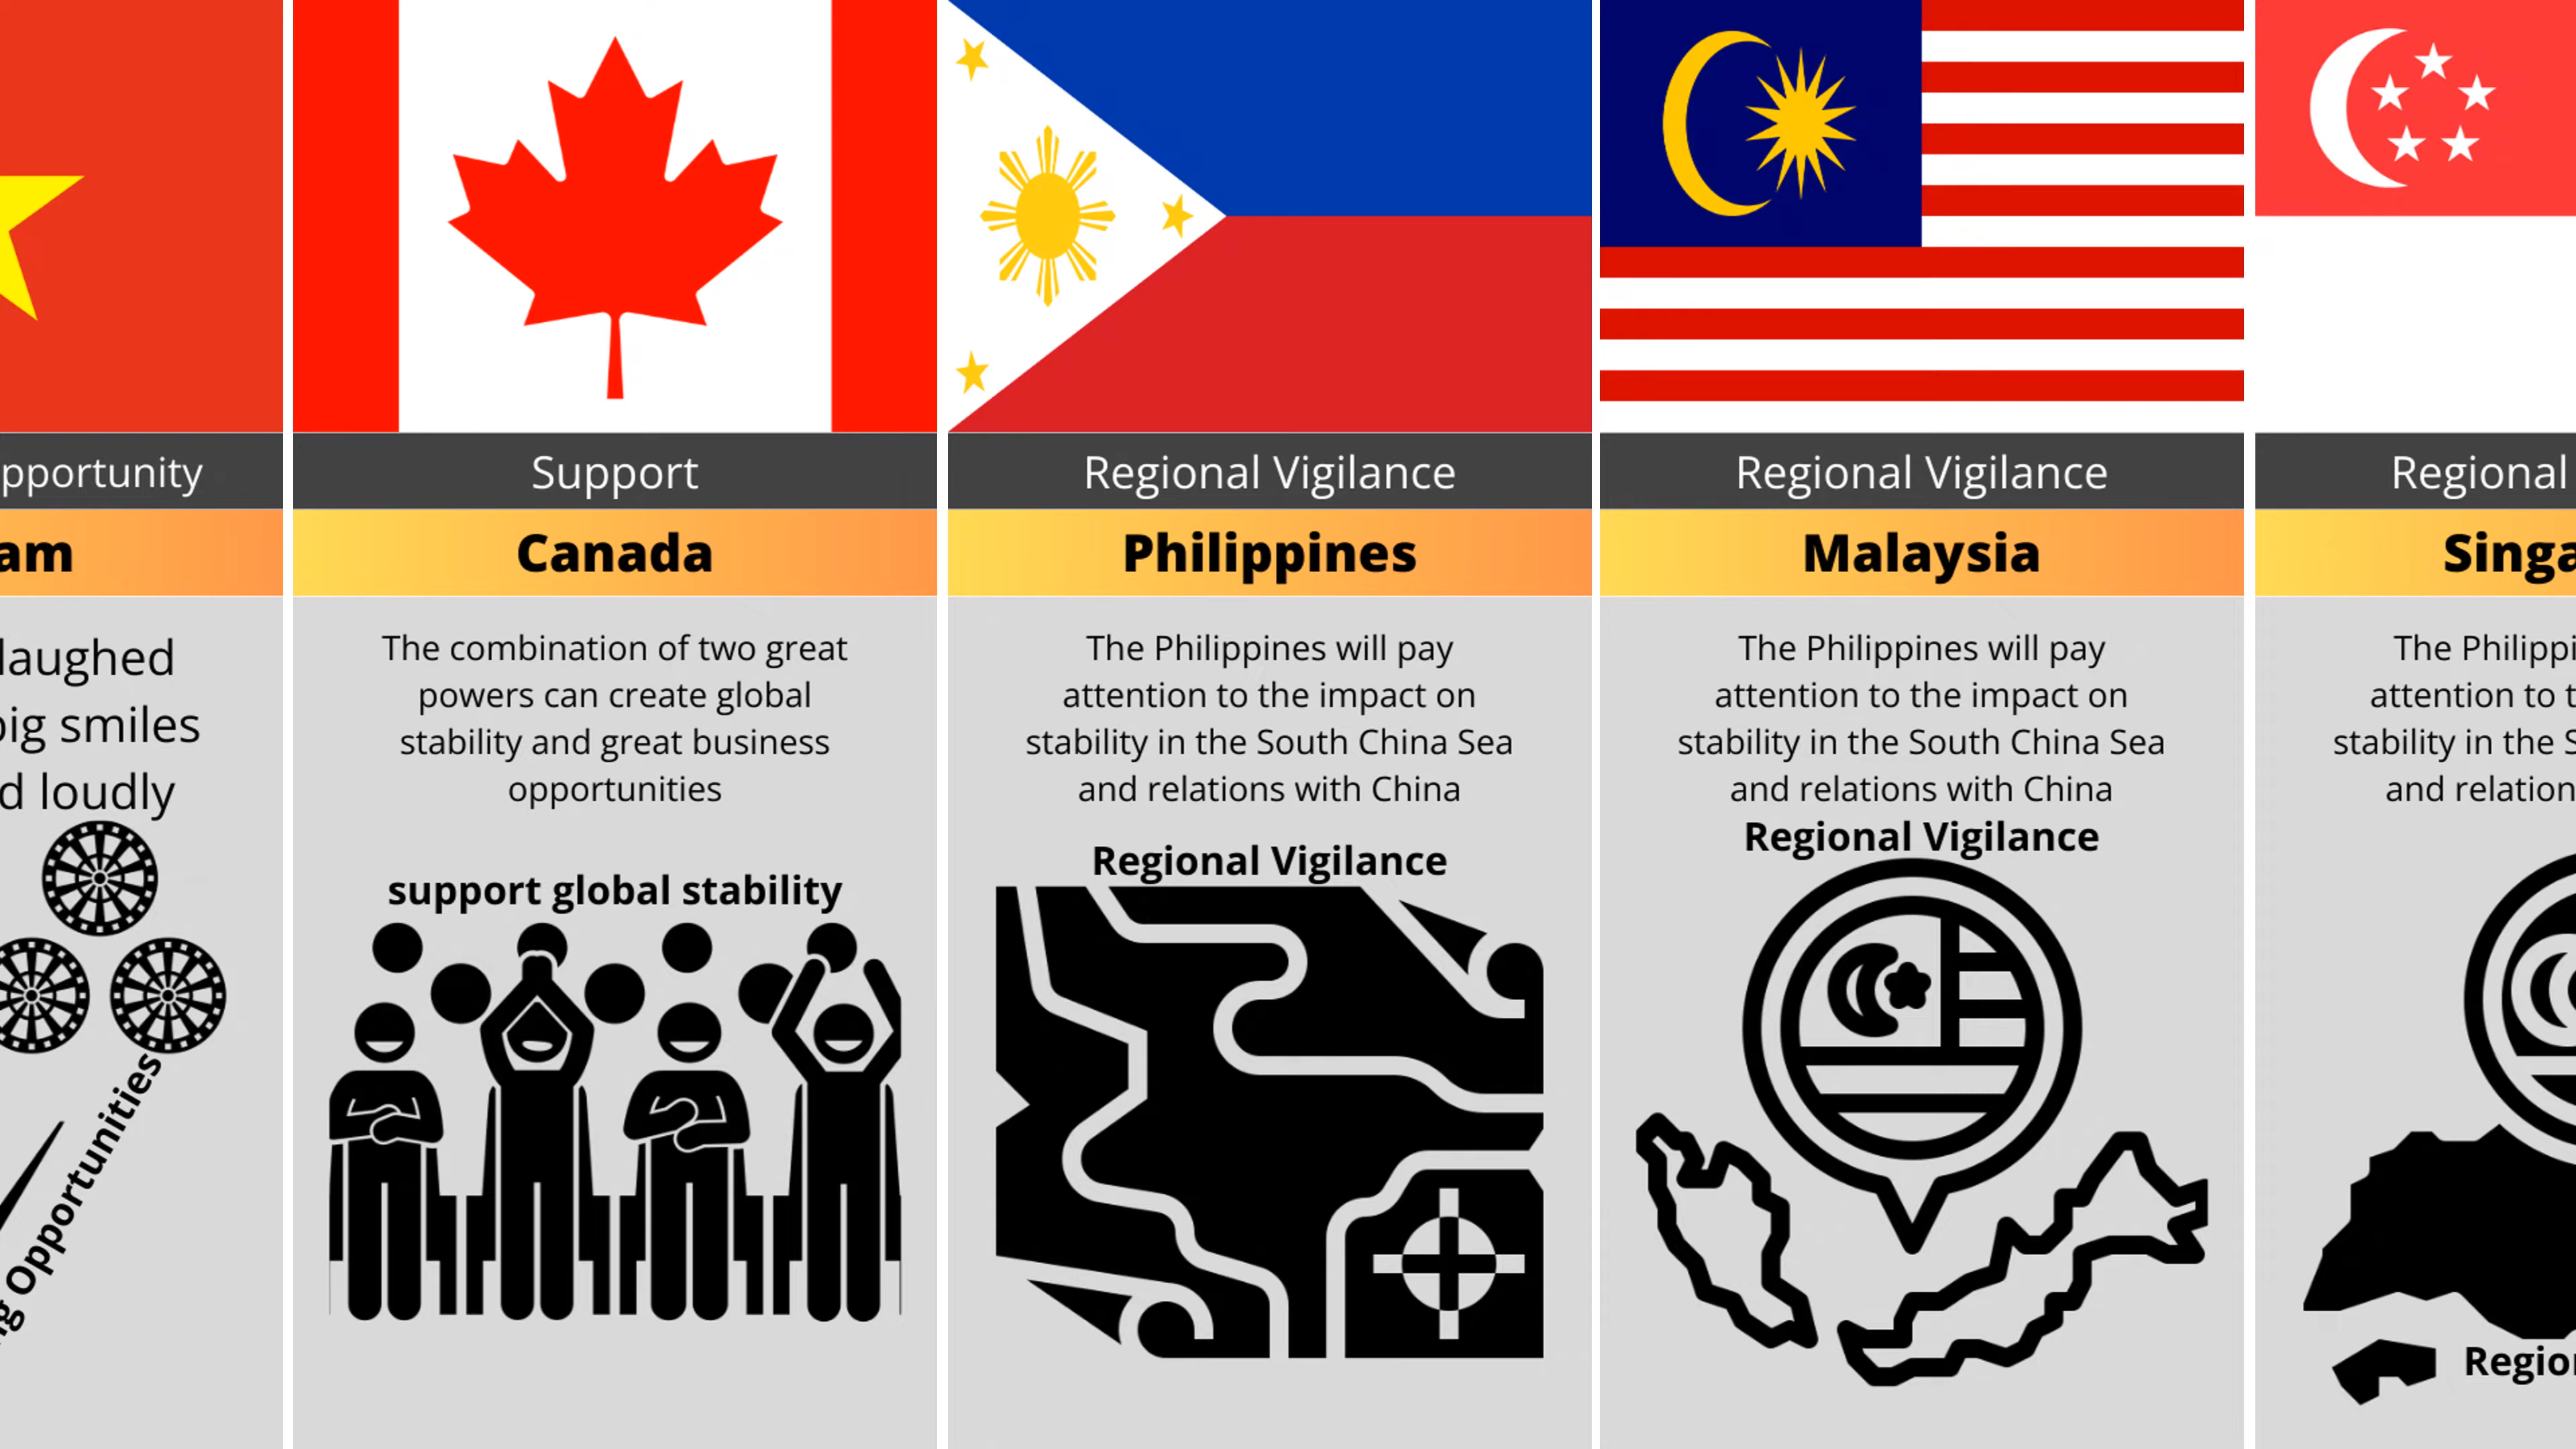 pportunity
am
laughed
big smiles
d loudly
ng Opportunities
Support
Canada
The combination of two great
powers can create global
stability and great business
opportunities
support global stability
Regional Vigilance
Philippines
The Philippines will pay
attention to the impact on
stability in the South China Sea
and relations with China
Regional Vigilance
Regional Vigilance
Malaysia
The Philippines will pay
attention to the impact on
stability in the South China Sea
and relations with China
Regional Vigilance
Regional
Singa
The Philippi
attention to t
stability in the S
and relation
Region